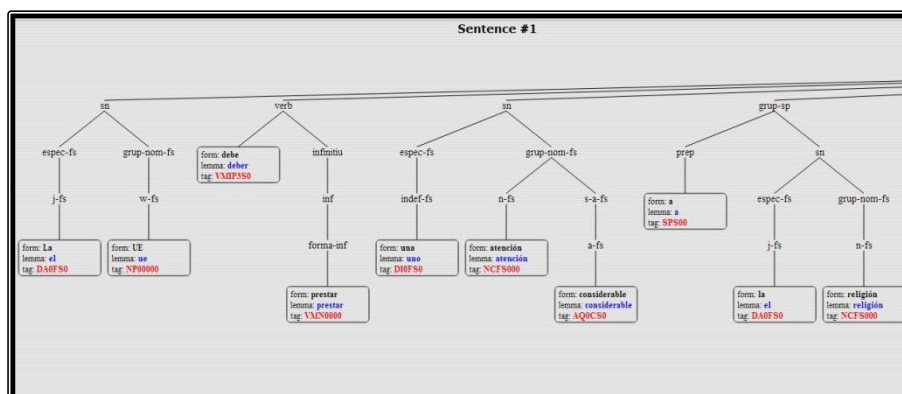 Sentence #1
sn verb sn grup-sp
espec-fs grup-nom-fs infinitiu espec-fs grup-nom-fs prep sn
form: debe
lemma: deber
tag: VMIP3S0
j-fs w-fs inf indef-fs n-fs s-a-fs espec-fs grup-nom-fs
form: a
lemma: a
tag: SPS00
forma-inf a-fs j-fs n-fs
form: La
lemma: el
tag: DA0FS0
form: UE
lemma: ue
tag: NP00000
form: una
lemma: uno
tag: DI0FS0
form: atención
lemma: atención
tag: NCFS000
form: prestar
lemma: prestar
tag: VMN0000
form: considerable
lemma: considerable
tag: AQ0CS0
form: la
lemma: el
tag: DA0FS0
form: religión
lemma: religión
tag: NCFS000